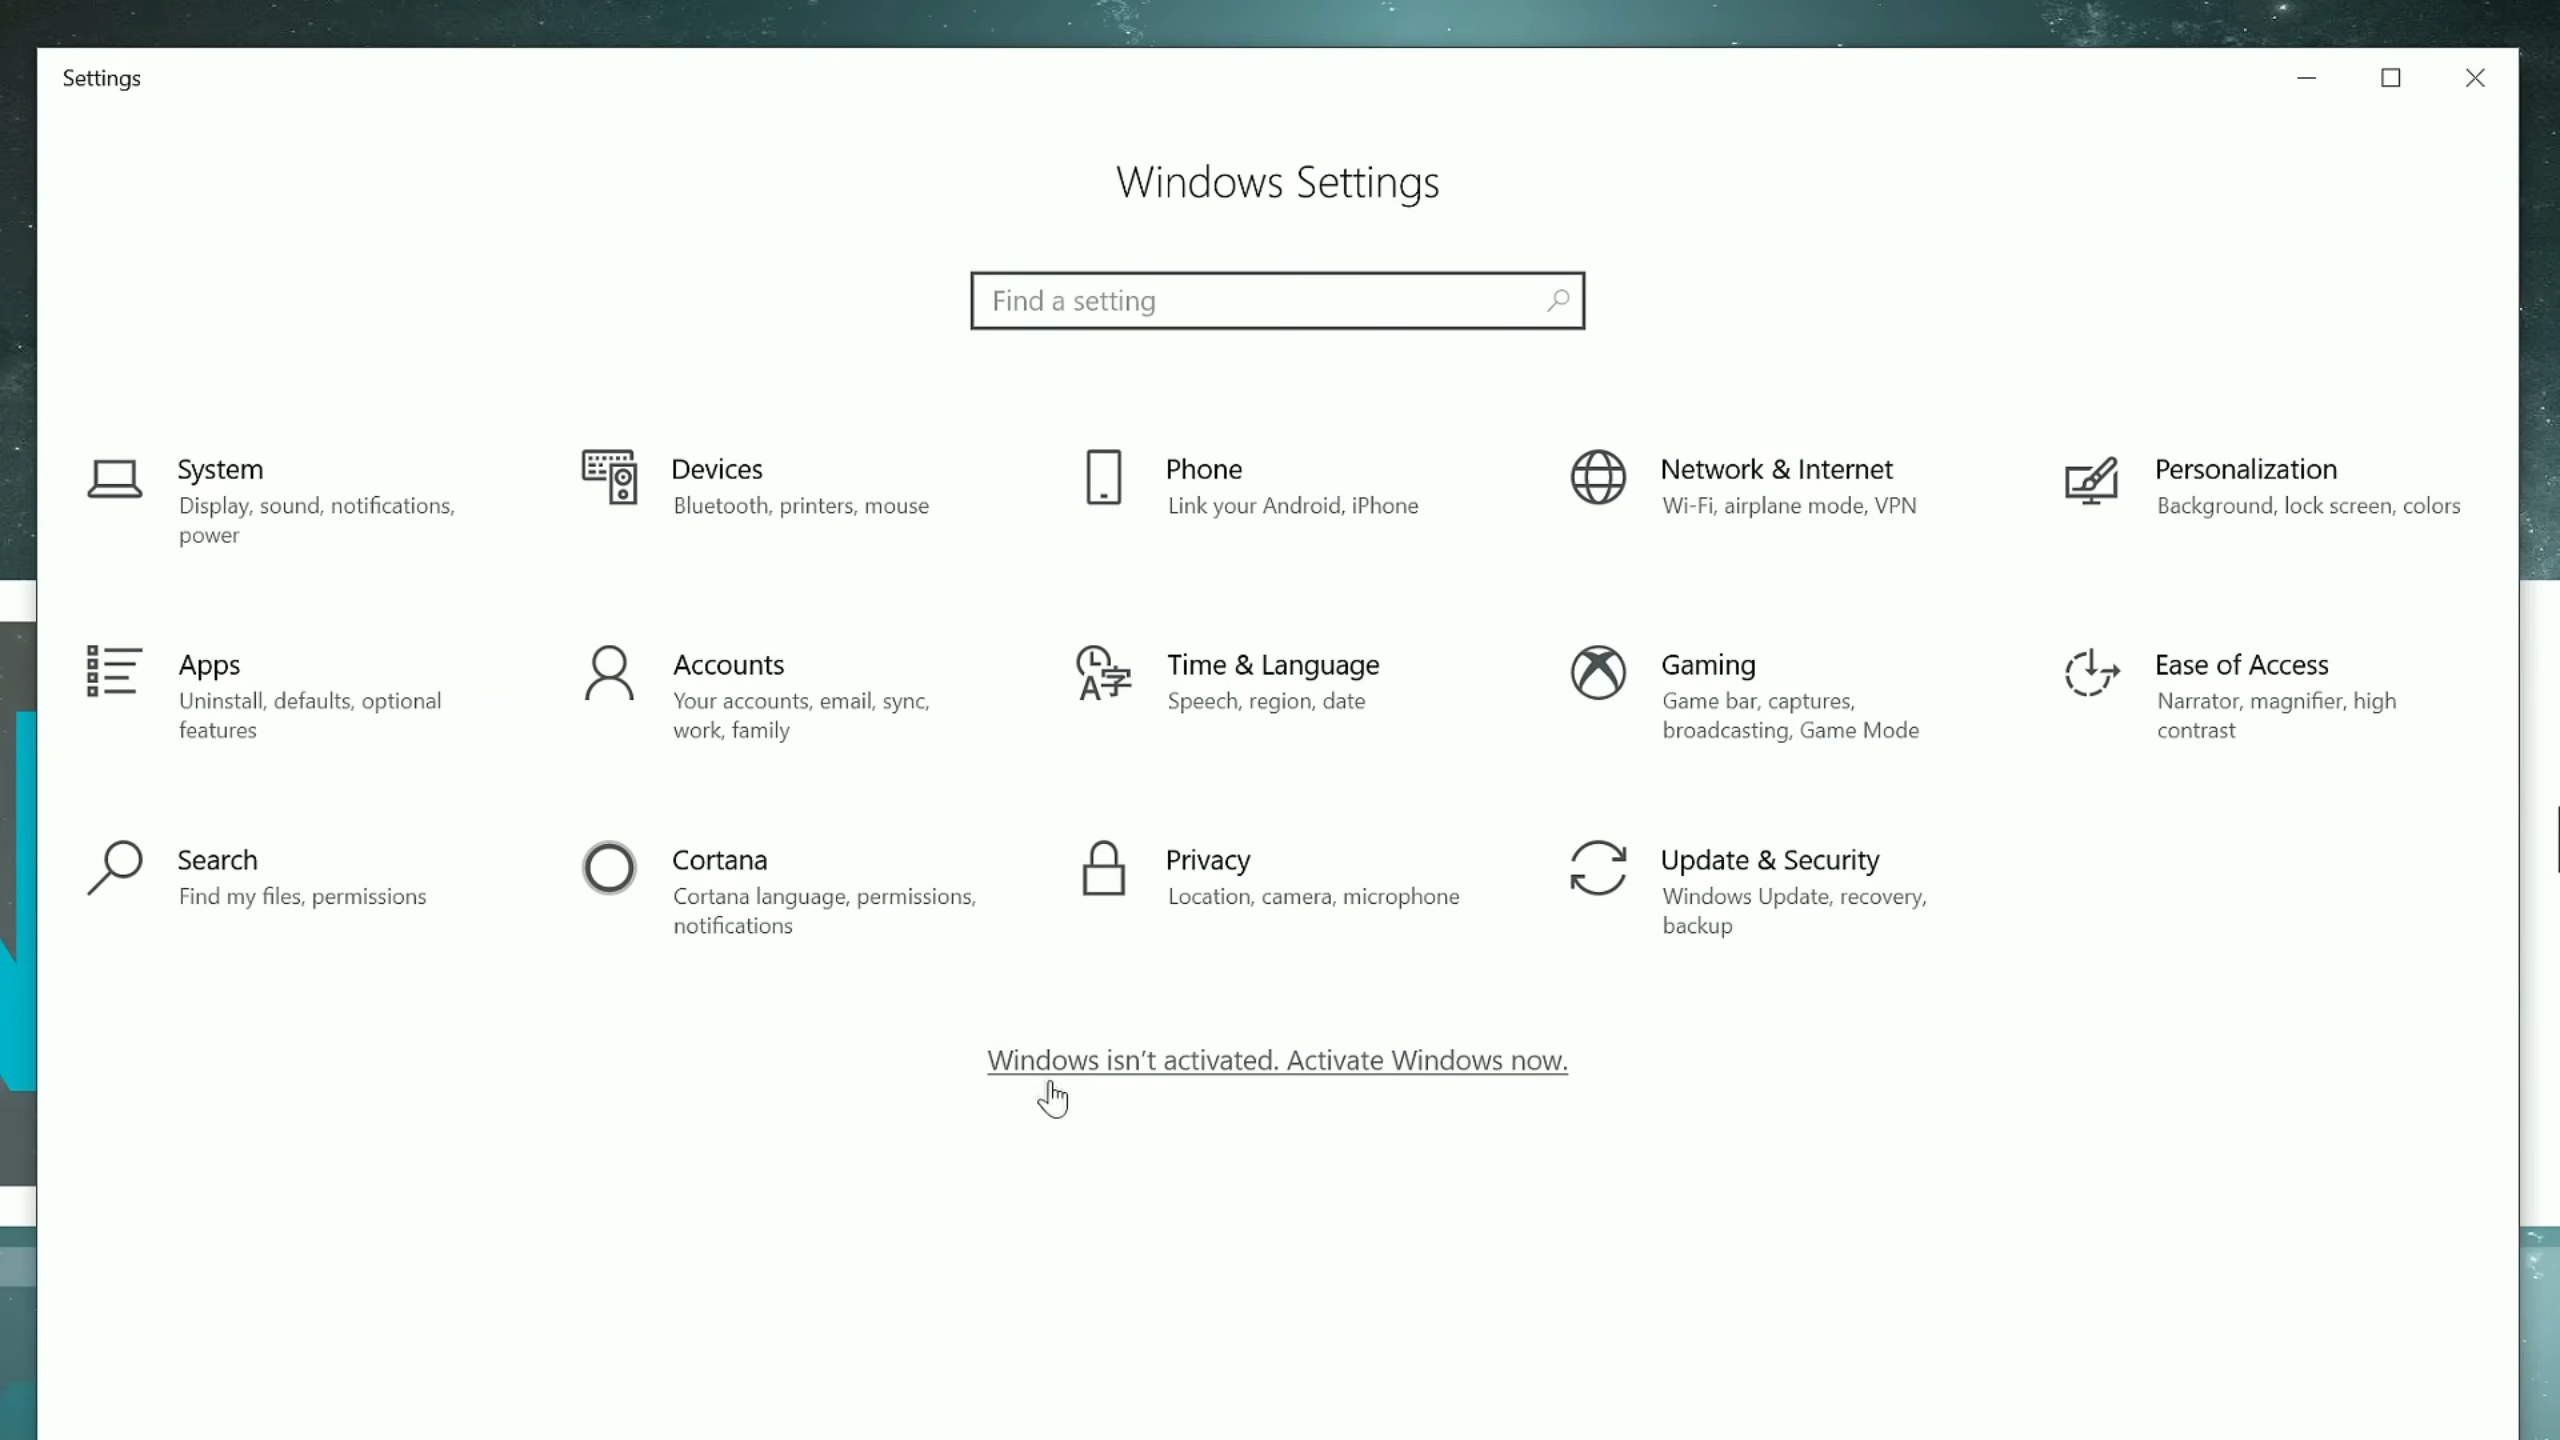 Settings
Windows Settings
Find a setting
System
Display, sound, notifications,
power
Devices
Bluetooth, printers, mouse
Phone
Link your Android, iPhone
Network & Internet
Wi-Fi, airplane mode, VPN
Personalization
Background, lock screen, colors
Apps
Uninstall, defaults, optional
features
Accounts
Your accounts, email, sync,
work, family
Time & Language
Speech, region, date
Gaming
Game bar, captures,
broadcasting, Game Mode
Ease of Access
Narrator, magnifier, high
contrast
Search
Find my files, permissions
Cortana
Cortana language, permissions,
notifications
Privacy
Location, camera, microphone
Update & Security
Windows Update, recovery,
backup
Windows isn't activated. Activate Windows now.